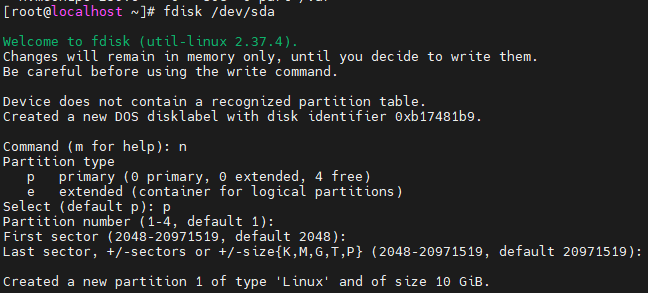 [root@localhost ~]# fdisk /dev/sda
Welcome to fdisk (util-linux 2.37.4).
Changes will remain in memory only, until you decide to write them.
Be careful before using the write command.
Device does not contain a recognized partition table.
Created a new DOS disklabel with disk identifier 0xb17481b9.
Command (m for help): n
Partition type
p primary (0 primary, 0 extended, 4 free)
e extended (container for logical partitions)
Select (default p): p
Partition number (1-4, default 1):
First sector (2048-20971519, default 2048):
Last sector, +/-sectors or +/-size{K,M,G,T,P} (2048-20971519, default 20971519):
Created a new partition 1 of type 'Linux' and of size 10 GiB.